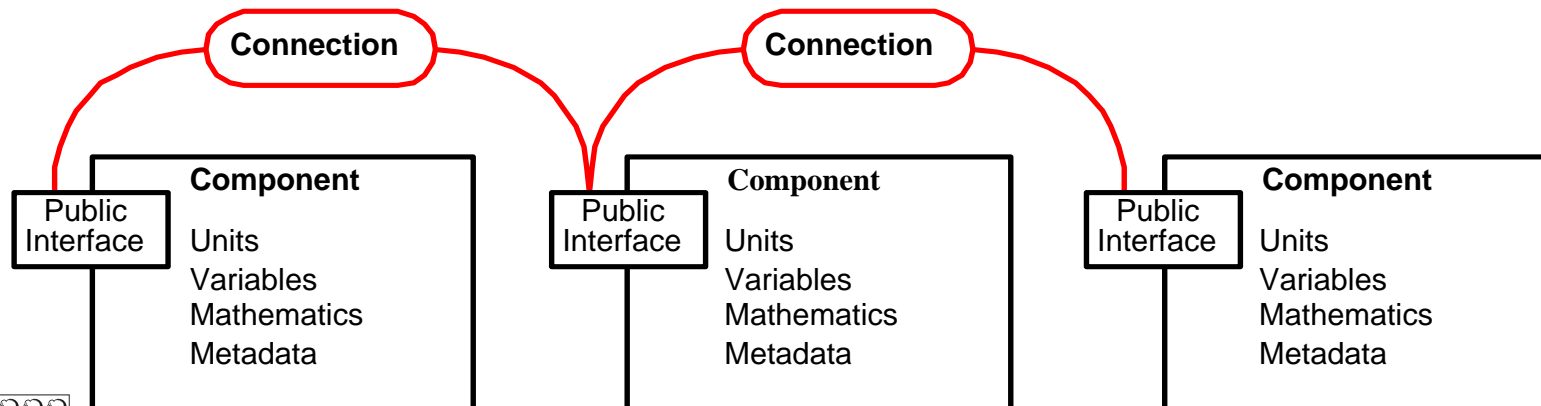 Connection
Connection
Component
Public
Interface
Units
Variables
Mathematics
Metadata
Component
Public
Interface
Units
Variables
Mathematics
Metadata
Component
Public
Interface
Units
Variables
Mathematics
Metadata